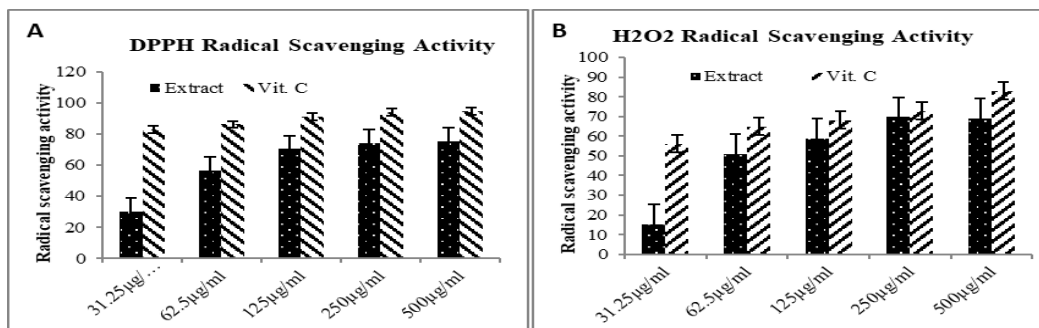 A
DPPH Radical Scavenging Activity
Extract Vit. C
Radical scavenging activity
120
100
80
60
40
20
0
31.25µg/...
62.5µg/ml
125µg/ml
250µg/ml
500µg/ml
B
H2O2 Radical Scavenging Activity
Extract Vit. C
Radical scavenging activity
100
90
80
70
60
50
40
30
20
10
0
31.25µg/ml
62.5µg/ml
125µg/ml
250µg/ml
500µg/ml